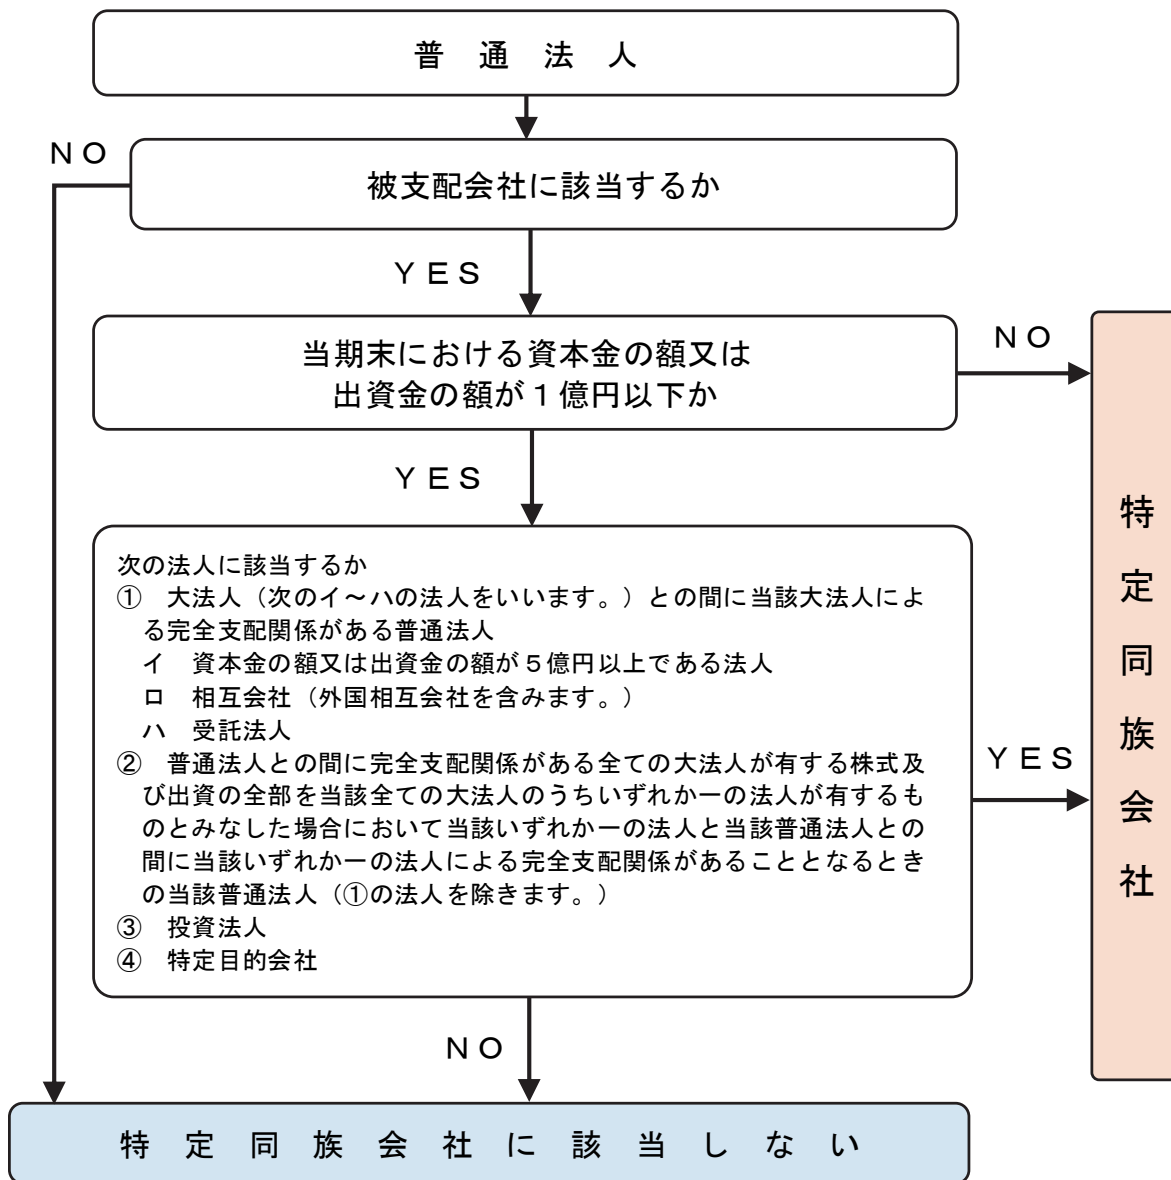 普通法人
NO
被支配会社に該当するか
YES
当期末における資本金の額又は
出資金の額が１億円以下か
NO
YES
次の法人に該当するか
①　大法人（次のイ～ハの法人をいいます。）との間に当該大法人によ
る完全支配関係がある普通法人
イ　資本金の額又は出資金の額が５億円以上である法人
ロ　相互会社（外国相互会社を含みます。）
ハ　受託法人
②　普通法人との間に完全支配関係がある全ての大法人が有する株式及
び出資の全部を当該全ての大法人のうちいずれか一の法人が有するも
のとみなした場合において当該いずれか一の法人と当該普通法人との
間に当該いずれか一の法人による完全支配関係があることとなるとき
の当該普通法人（①の法人を除きます。）
③　投資法人
④　特定目的会社
YES
特定同族会社
NO
特定同族会社に該当しない